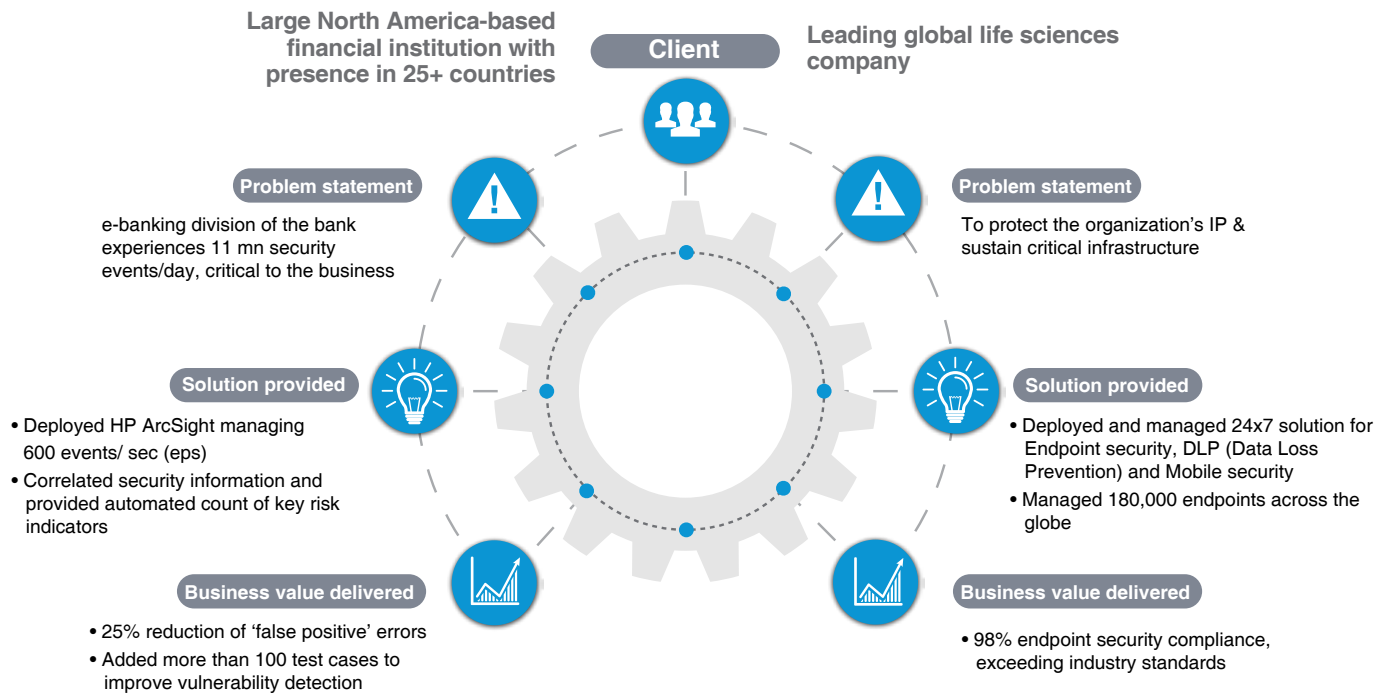 Large North America-based
financial institution with
presence in 25+ countries
Client
Leading global life sciences
company
Problem statement
e-banking division of the bank
experiences 11 mn security
events/day, critical to the business
Solution provided
• Deployed HP ArcSight managing
600 events/ sec (eps)
• Correlated security information and
provided automated count of key risk
indicators
Business value delivered
• 25% reduction of ‘false positive’ errors
• Added more than 100 test cases to
improve vulnerability detection
Problem statement
To protect the organization’s IP &
sustain critical infrastructure
Solution provided
• Deployed and managed 24x7 solution for
Endpoint security, DLP (Data Loss
Prevention) and Mobile security
• Managed 180,000 endpoints across the
globe
Business value delivered
• 98% endpoint security compliance,
exceeding industry standards